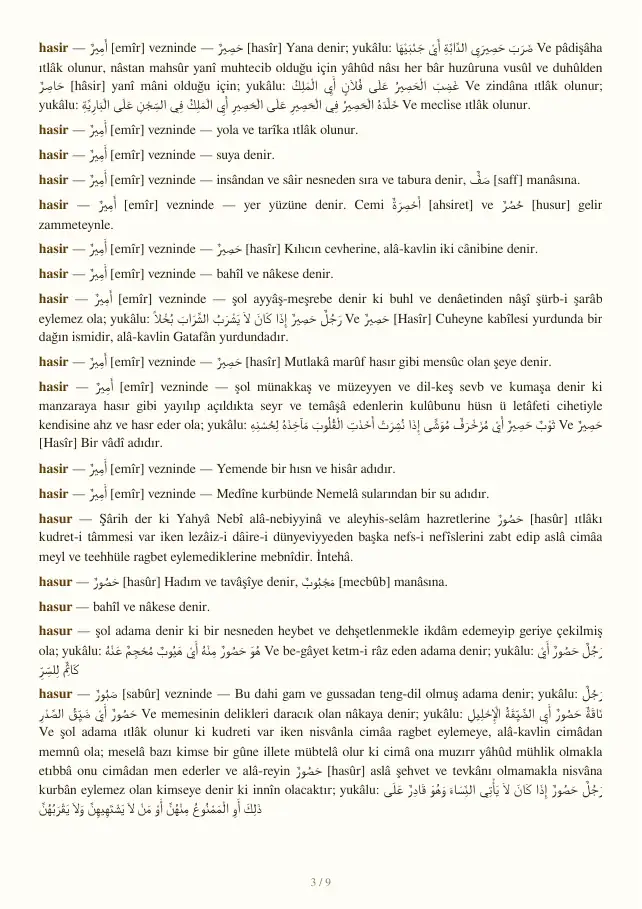 hasir — أَمِيرٌ [emîr] vezninde — حَصِيرٌ [hasîr] Yana denir; yukâlu: ضَرَبَ حَصِيرَيِ الدَّابَّةِ أَيْ جَنْبَيْهَا Ve pâdişâha
ıtlâk olunur, nâstan mahsûr yanî muhtecib olduğu için yâhûd nâsı her bâr huzûruna vusûl ve duhûlden
حَاصِرٌ [hâsir] yanî mâni olduğu için; yukâlu: غَضِبَ الْحَصِيرُ عَلَى فُلاَنٍ أَيِ الْمَلِكُ Ve zindâna ıtlâk olunur;
yukâlu: خَلَّدَهُ الْحَصِيرُ فِي الْحَصِيرِ عَلَى الْحَصِيرِ أَيِ الْمَلِكُ فِي السِّجْنِ عَلَى الْبَارِيَّةِ Ve meclise ıtlâk olunur.
hasir — أَمِيرٌ [emîr] vezninde — yola ve tarîka ıtlâk olunur.
hasir — أَمِيرٌ [emîr] vezninde — suya denir.
hasir — أَمِيرٌ [emîr] vezninde — insândan ve sâir nesneden sıra ve tabura denir, صَفٌّ [saff] manâsına.
hasir — أَمِيرٌ [emîr] vezninde — yer yüzüne denir. Cemi أَحْصِرَةٌ [ahsiret] ve حُصُرٌ [husur] gelir
zammeteynle.
hasir — أَمِيرٌ [emîr] vezninde — حَصِيرٌ [hasîr] Kılıcın cevherine, alâ-kavlin iki cânibine denir.
hasir — أَمِيرٌ [emîr] vezninde — bahîl ve nâkese denir.
hasir — أَمِيرٌ [emîr] vezninde — şol ayyâş-meşrebe denir ki buhl ve denâetinden nâşî şürb-i şarâb
eylemez ola; yukâlu: رَجُلٌ حَصِيرٌ إِذَا كَانَ لاَ يَشْرَبُ الشَّرَابَ بُخْلاً Ve حَصِيرٌ [Hasîr] Cuheyne kabîlesi yurdunda bir
dağın ismidir, alâ-kavlin Gatafân yurdundadır.
hasir — أَمِيرٌ [emîr] vezninde — حَصِيرٌ [hasîr] Mutlakâ marûf hasır gibi mensûc olan şeye denir.
hasir — أَمِيرٌ [emîr] vezninde — şol münakkaş ve müzeyyen ve dil-keş sevb ve kumaşa denir ki
manzaraya hasır gibi yayılıp açıldıkta seyr ve temâşâ edenlerin kulûbunu hüsn ü letâfeti cihetiyle
kendisine ahz ve hasr eder ola; yukâlu: ثَوْبٌ حَصِيرٌ أَيْ مُزَخْرَفٌ مُوَشًّى إِذَا نُشِرَتْ أَخَذَتِ الْقُلُوبَ مَآخِذَهُ لِحُسْنِهِ Ve حَصِيرٌ
[Hasîr] Bir vâdî adıdır.
hasir — أَمِيرٌ [emîr] vezninde — Yemende bir hısn ve hisâr adıdır.
hasir — أَمِيرٌ [emîr] vezninde — Medîne kurbünde Nemelâ sularından bir su adıdır.
hasur — Şârih der ki Yahyâ Nebî alâ-nebiyyinâ ve aleyhis-selâm hazretlerine حَصُورٌ [hasûr] ıtlâkı
kudret-i tâmmesi var iken lezâiz-i dâire-i dünyeviyyeden başka nefs-i nefîslerini zabt edip aslâ cimâa
meyl ve teehhüle ragbet eylemediklerine mebnîdir. İntehâ.
hasur — حَصُورٌ [hasûr] Hadım ve tavâşîye denir, مَجْبُوبٌ [mecbûb] manâsına.
hasur — bahîl ve nâkese denir.
hasur — şol adama denir ki bir nesneden heybet ve dehşetlenmekle ikdâm edemeyip geriye çekilmiş
ola; yukâlu: هُوَ حَصُورٌ مِنْهُ أَيْ هَيُوبٌ مُحْجِمٌ عَنْهُ Ve be-gâyet ketm-i râz eden adama denir; yukâlu: رَجُلٌ حَصُورٌ أَيْ
كَاتِمٌ لِلسِّرِّ
hasur — صَبُورٌ [sabûr] vezninde — Bu dahi gam ve gussadan teng-dil olmuş adama denir; yukâlu: رَجُلٌ
حَصُورٌ أَيْ ضَيِّقُ الصَّدْرِ Ve memesinin delikleri daracık olan nâkaya denir; yukâlu: نَاقَةٌ حَصُورٌ أَيِ الضَّيِّقَةُ الْإِحْلِيلِ
Ve şol adama ıtlâk olunur ki kudreti var iken nisvânla cimâa ragbet eylemeye, alâ-kavlin cimâdan
memnû ola; meselâ bazı kimse bir gûne illete mübtelâ olur ki cimâ ona muzırr yâhûd mühlik olmakla
etıbbâ onu cimâdan men ederler ve alâ-reyin حَصُورٌ [hasûr] aslâ şehvet ve tevkânı olmamakla nisvâna
kurbân eylemez olan kimseye denir ki innîn olacaktır; yukâlu: رَجُلٌ حَصُورٌ إِذَا كَانَ لاَ يَأْتِي النِّسَاءَ وَهُوَ قَادِرٌ عَلَى
ذَلِكَ أَوِ الْمَمْنُوعُ مِنْهُنَّ أَوْ مَنْ لاَ يَشْتَهِيهِنَّ وَلاَ يَقْرَبُهُنَّ
3 / 9